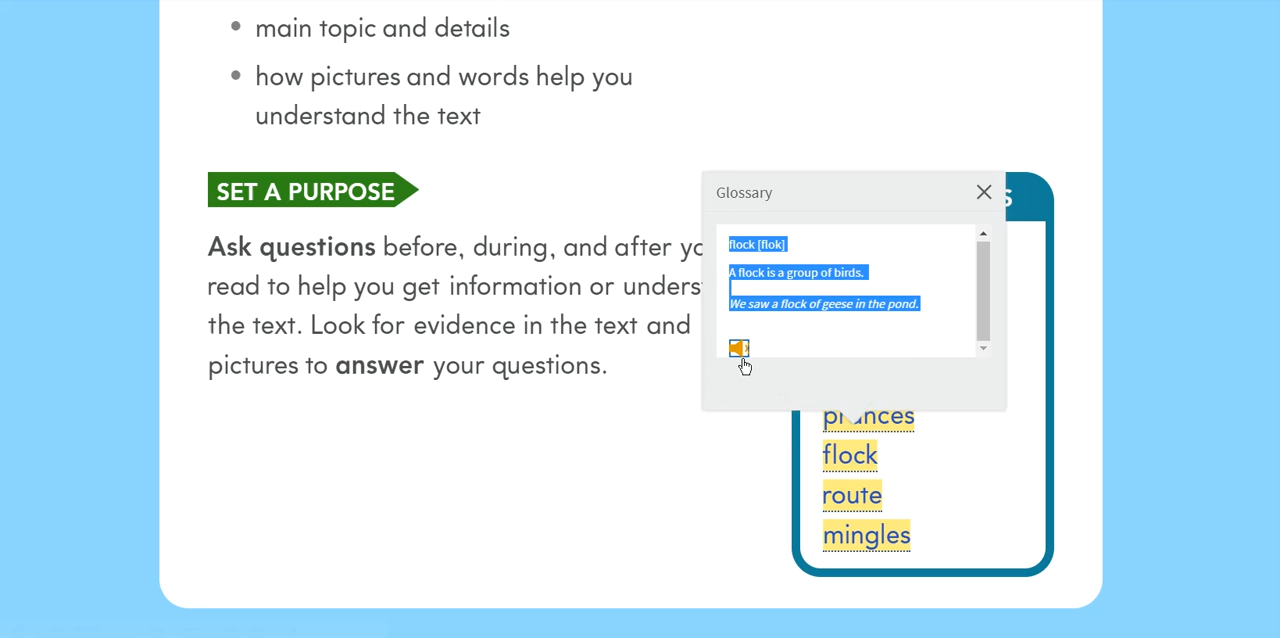 main topic and details
how pictures and words help you
understand the text
SET A PURPOSE
Ask questions before, during, and after
read to help you get information or
the text. Look for evidence in the text and
pictures to answer your questions.
Glossary
flock [flok]
A flock is a group of birds.
We saw a flock of geese in the pond.
prances
flock
route
mingles